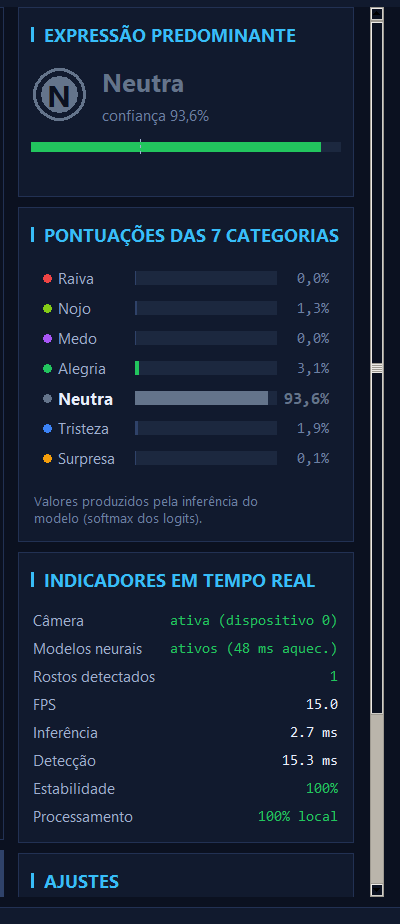 EXPRESSÃO PREDOMINANTE
N
Neutra
confiança 93,6%
PONTUAÇÕES DAS 7 CATEGORIAS
Raiva 0,0%
Nojo 1,3%
Medo 0,0%
Alegria 3,1%
Neutra 93,6%
Tristeza 1,9%
Surpresa 0,1%
Valores produzidos pela inferência do
modelo (softmax dos logits).
INDICADORES EM TEMPO REAL
Câmera ativa (dispositivo 0)
Modelos neurais ativos (48 ms aquec.)
Rostos detectados 1
FPS 15.0
Inferência 2.7 ms
Detecção 15.3 ms
Estabilidade 100%
Processamento 100% local
AJUSTES